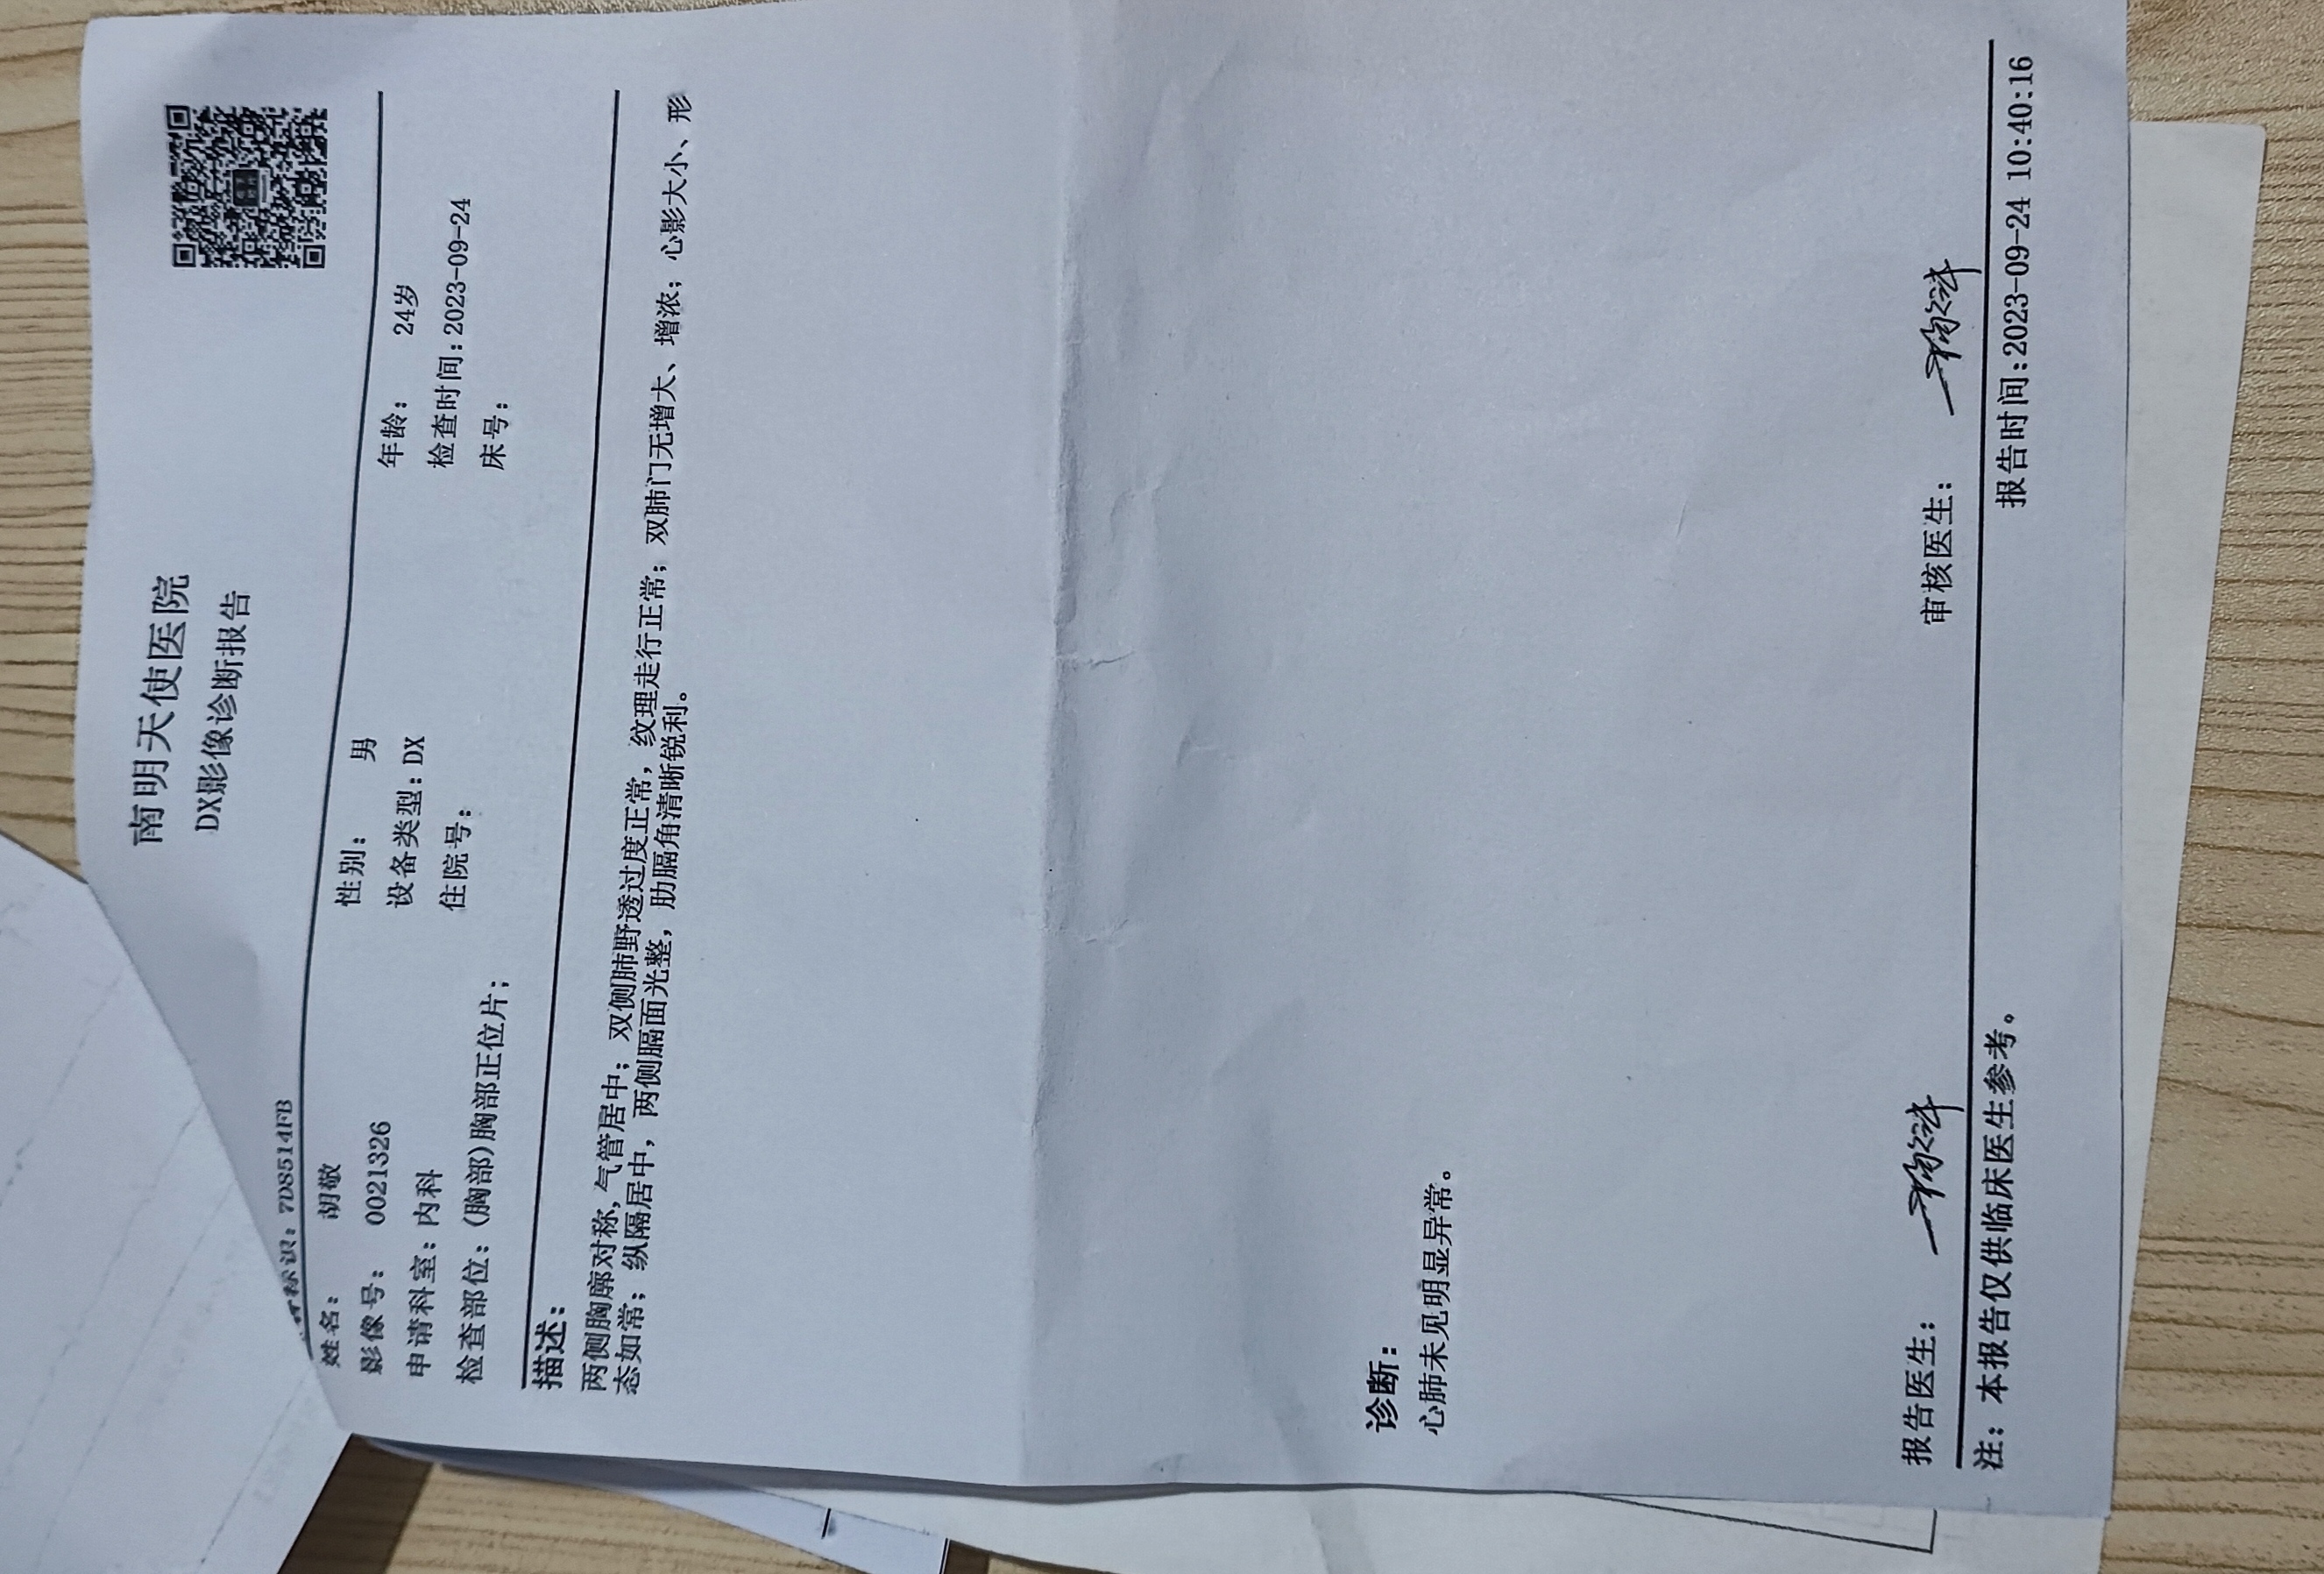 南明天使医院
DX影像诊断报告
标识：7D8514FB
姓名： 胡敬 性别： 男 年龄： 24岁
影像号： 0021326 设备类型：DX 检查时间：2023-09-24
申请科室：内科 住院号： 床号：
检查部位：(胸部)胸部正位片；
描述：
两侧胸廓对称，气管居中；双侧肺野透过度正常，纹理走行正常；双肺门无增大、增浓；心影大小、形
态如常；纵隔居中，两侧膈面光整，肋膈角清晰锐利。
诊断：
心肺未见明显异常。
报告医生： 审核医生：
注：本报告仅供临床医生参考。 报告时间：2023-09-24 10:40:16